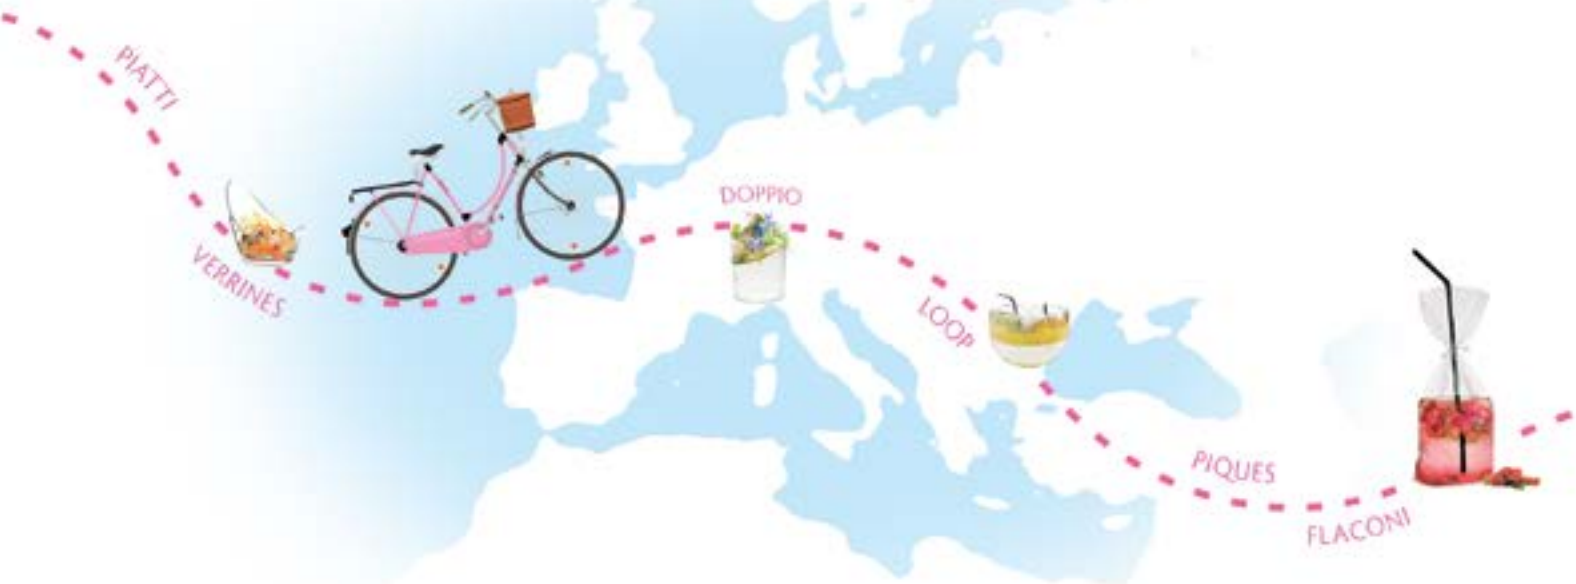 PIATTI
VERRINES
DOPPIO
LOOP
PIQUES
FLACONI